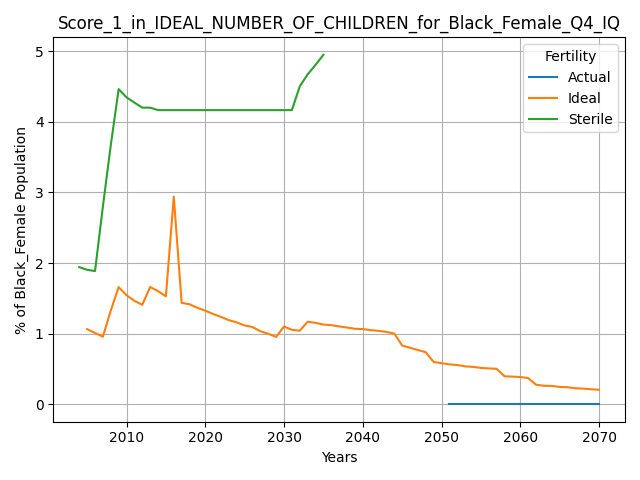 Score_1_in_IDEAL_NUMBER_OF_CHILDREN_for_Black_Female_Q4_IQ
Fertility
Actual
Ideal
Sterile
% of Black_Female Population
5
4
3
2
1
0
2010 2020 2030 2040 2050 2060 2070
Years